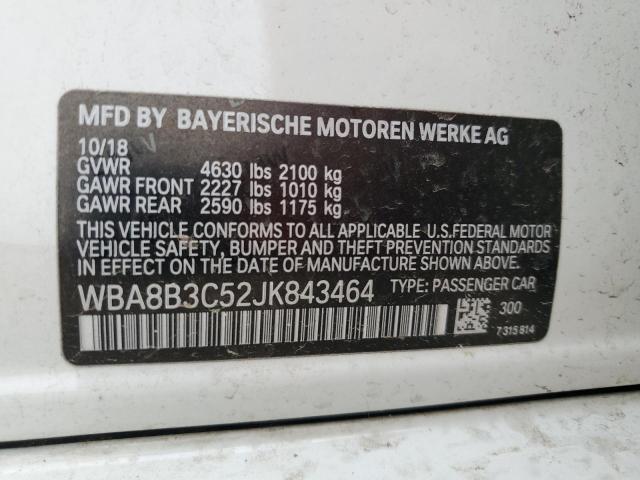 MFD BY BAYERISCHE MOTOREN WERKE AG
10/18
GVWR 4630 lbs 2100 kg
GAWR FRONT 2227 lbs 1010 kg
GAWR REAR 2590 lbs 1175 kg
THIS VEHICLE CONFORMS TO ALL APPLICABLE U.S.FEDERAL MOTOR
VEHICLE SAFETY, BUMPER AND THEFT PREVENTION STANDARDS
IN EFFECT ON THE DATE OF MANUFACTURE SHOWN ABOVE.
WBA8B3C52JK843464 TYPE: PASSENGER CAR
300
7315814